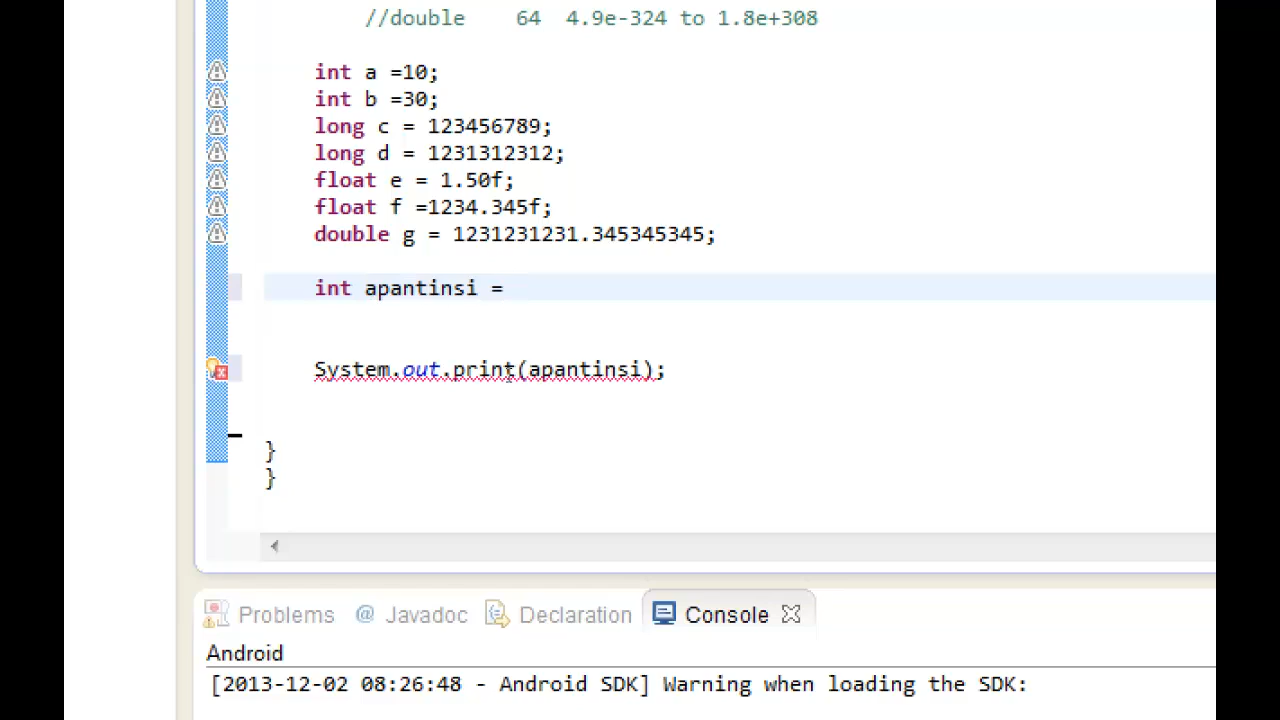 //double    64  4.9e-324 to 1.8e+308
int a =10;
int b =30;
long c = 123456789;
long d = 1231312312;
float e = 1.50f;
float f =1234.345f;
double g = 1231231231.345345345;
int apantinsi =
System.out.print(apantinsi);
}
}
Problems @ Javadoc Declaration Console
Android
[2013-12-02 08:26:48 - Android SDK] Warning when loading the SDK: